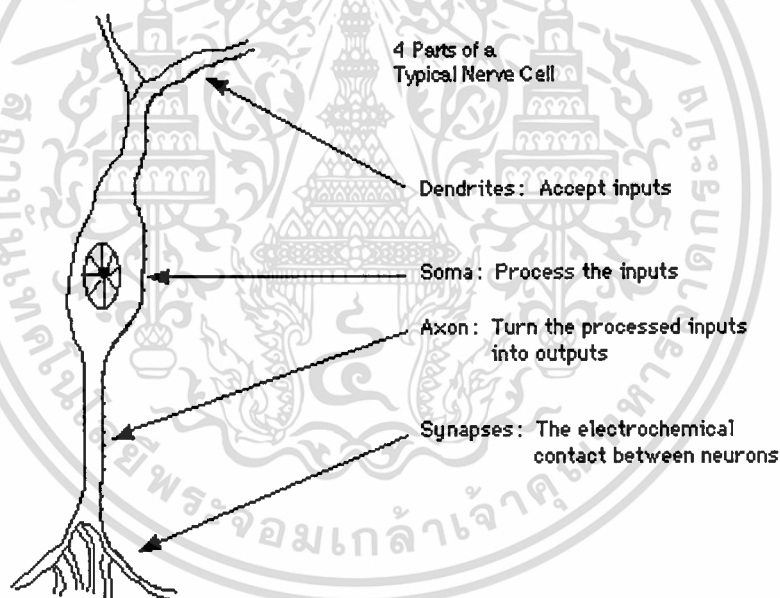 4 Parts of a
Typical Nerve Cell
Dendrites: Accept inputs
Soma: Process the inputs
Axon: Turn the processed inputs
into outputs
Synapses: The electrochemical
contact between neurons